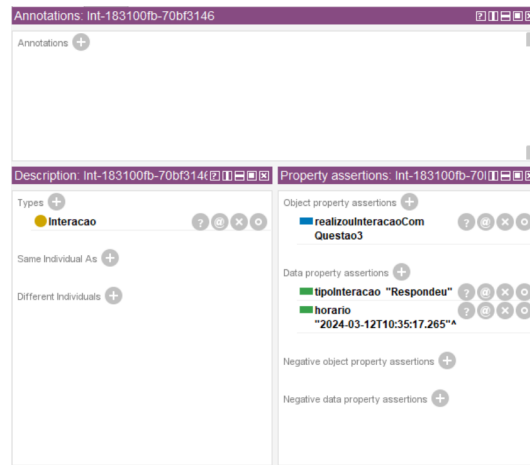 Annotations: Int-183100fb-70bf3146
Annotations
Description: Int-183100fb-70bf3146
Types
Interacao
Same Individual As
Different Individuals
Property assertions: Int-183100fb-70
Object property assertions
realizouInteracaoCom
Questao3
Data property assertions
tipoInteracao "Respondeu"
horario
"2024-03-12T10:35:17.265"^
Negative object property assertions
Negative data property assertions